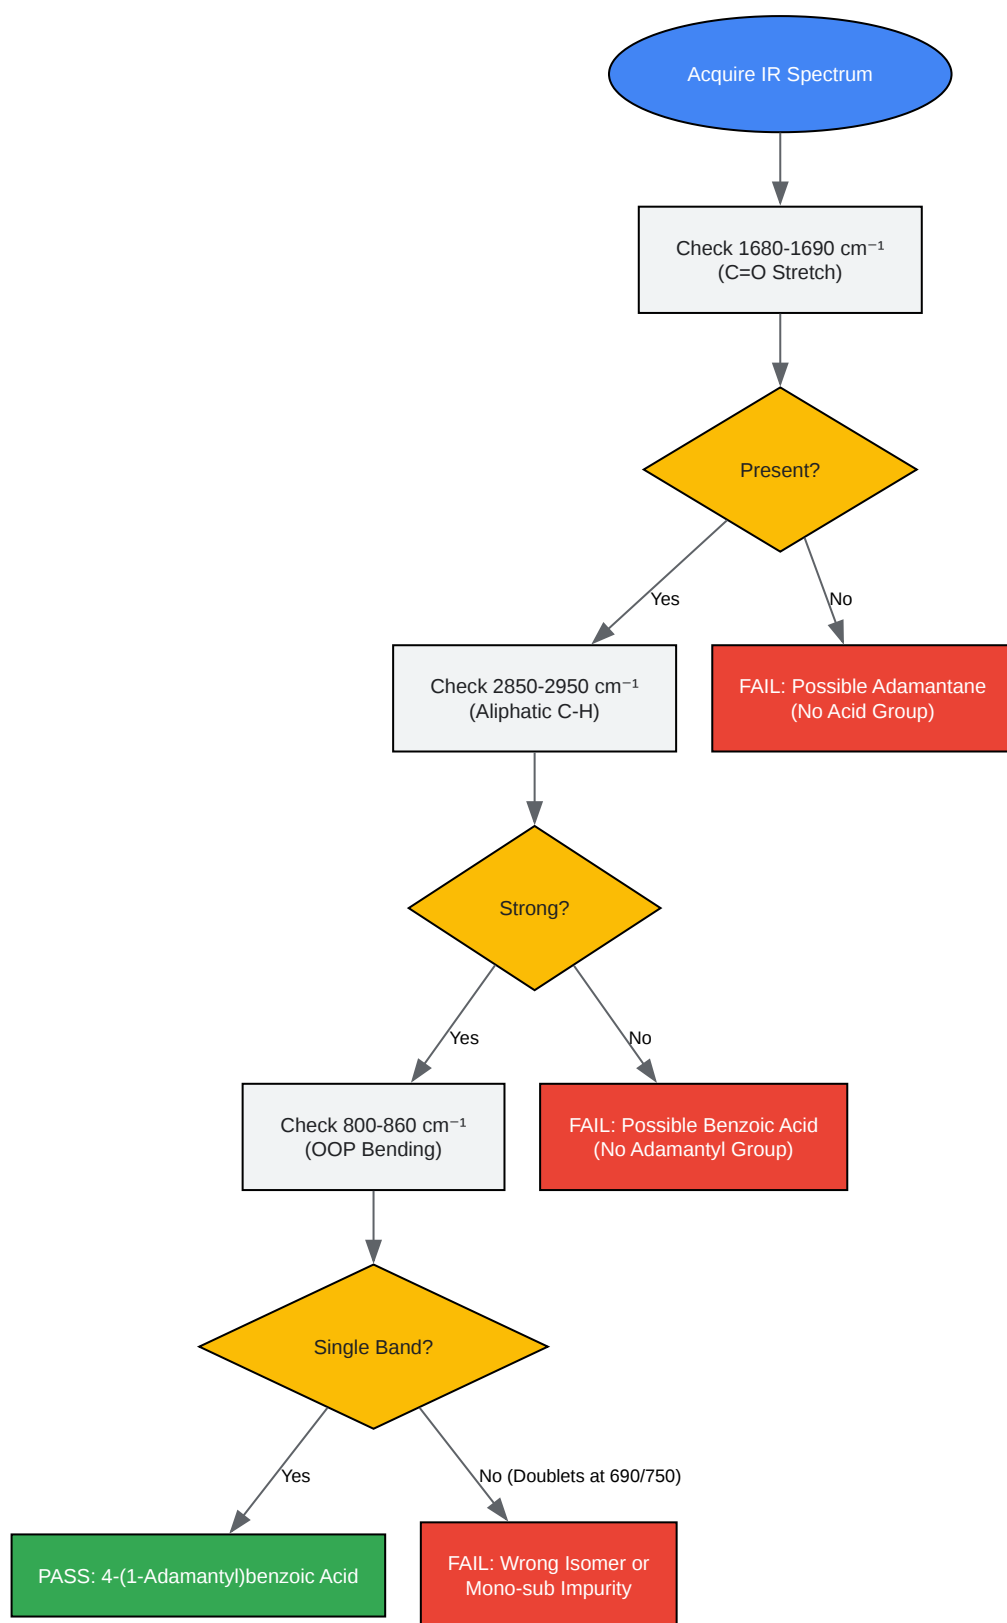 Acquire IR Spectrum
Check 1680-1690 cm⁻¹
(C=O Stretch)
Present?
Yes
No
Check 2850-2950 cm⁻¹
(Aliphatic C-H)
FAIL: Possible Adamantane
(No Acid Group)
Strong?
Yes
No
Check 800-860 cm⁻¹
(OOP Bending)
FAIL: Possible Benzoic Acid
(No Adamantyl Group)
Single Band?
Yes
No (Doublets at 690/750)
PASS: 4-(1-Adamantyl)benzoic Acid
FAIL: Wrong Isomer or
Mono-sub Impurity